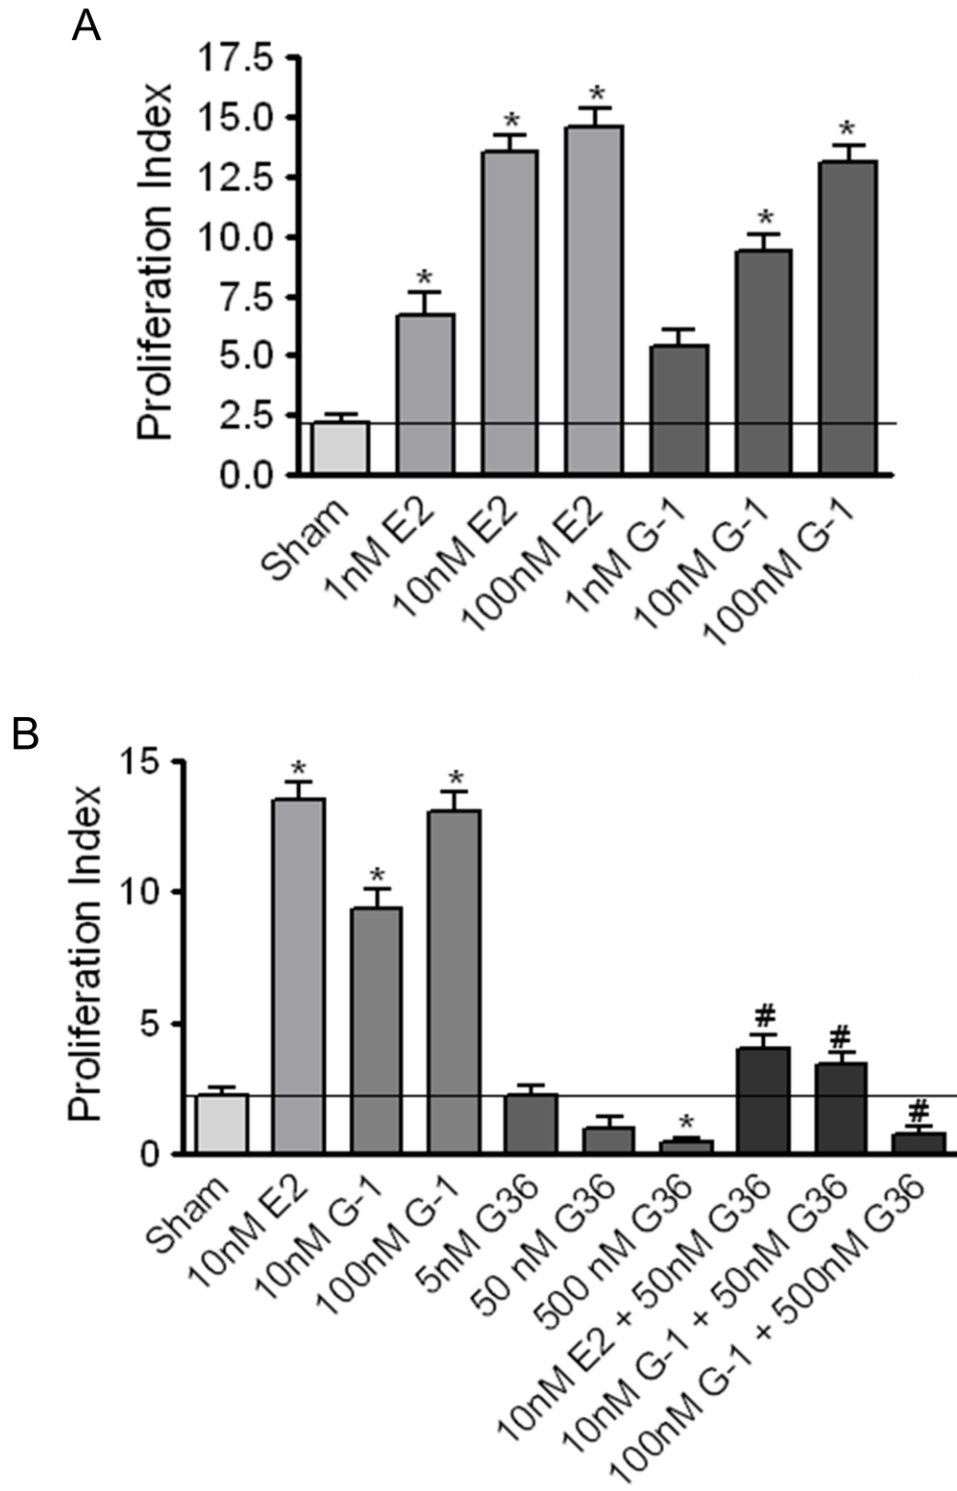 A
Proliferation Index
17.5
15.0
12.5
10.0
7.5
5.0
2.5
0.0
* * * * *
Sham
1nM E2
10nM E2
100nM E2
1nM G-1
10nM G-1
100nM G-1
B
Proliferation Index
15
10
5
0
* * * * # # #
Sham
10nM E2
10nM G-1
100nM G-1
5nM G36
50 nM G36
500 nM G36
10nM E2 + 50nM G36
10nM G-1 + 50nM G36
100nM G-1 + 500nM G36